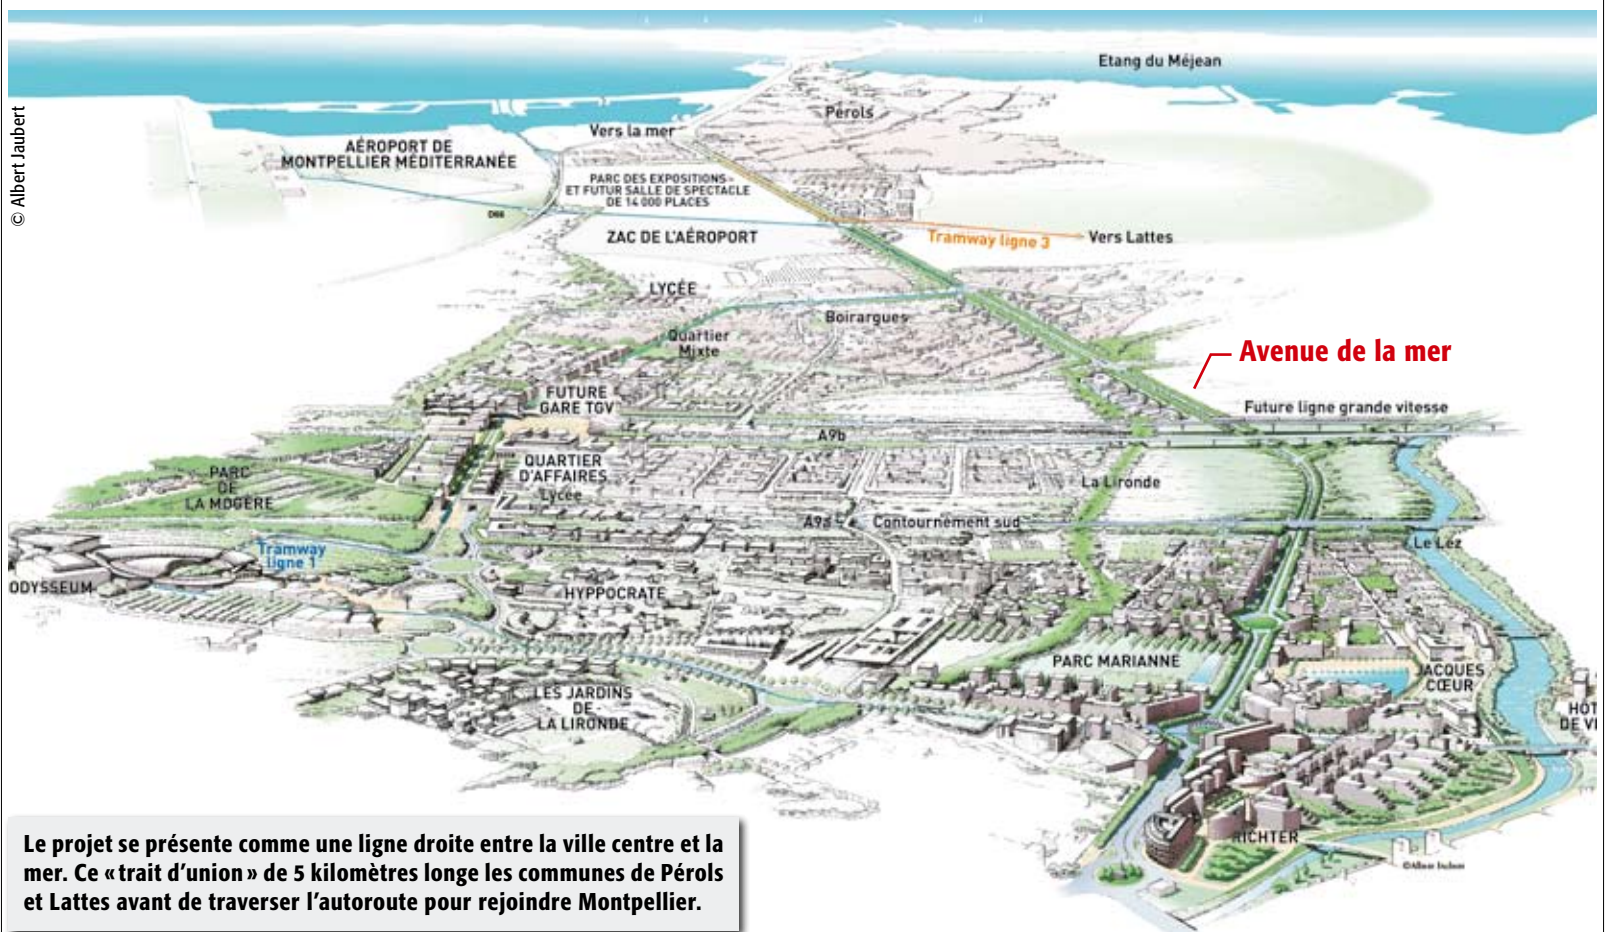 Etang du Méjean
© Albert Jaubert
Pérols
Vers la mer
AÉROPORT DE
MONTPELLIER MÉDITERRANÉE
PARC DES EXPOSITIONS
ET FUTUR SALLE DE SPECTACLE
DE 14 000 PLACES
D66
ZAC DE L'AÉROPORT
Tramway ligne 3
Vers Lattes
LYCÉE
Boirargues
Quartier
Mixte
Avenue de la mer
FUTURE
GARE TGV
Future ligne grande vitesse
A9b
QUARTIER
D'AFFAIRES
Lycée
PARC
DE
LA MOGÈRE
La Lironde
A9a
Contournement sud
Le Lez
Tramway
ligne 1
ODYSSEUM
HYPPOCRATE
PARC MARIANNE
JACQUES
CŒUR
LES JARDINS
DE
LA LIRONDE
HÔT
DE VI
RICHTER
©Albert Jaubert
Le projet se présente comme une ligne droite entre la ville centre et la
mer. Ce « trait d'union » de 5 kilomètres longe les communes de Pérols
et Lattes avant de traverser l'autoroute pour rejoindre Montpellier.